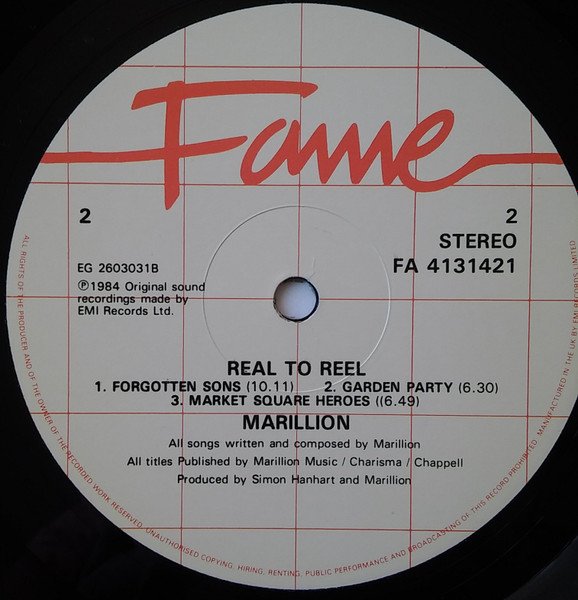 Fame
2 2
STEREO
EG 2603031B FA 4131421
℗1984 Original sound
recordings made by
EMI Records Ltd.
REAL TO REEL
1. FORGOTTEN SONS (10.11) 2. GARDEN PARTY (6.30)
3. MARKET SQUARE HEROES ((6.49)
MARILLION
All songs written and composed by Marillion
All titles Published by Marillion Music / Charisma / Chappell
Produced by Simon Hanhart and Marillion
ALL RIGHTS OF THE PRODUCER AND OF THE OWNER OF THE RECORDED WORK RESERVED. UNAUTHORISED COPYING, HIRING, RENTING, PUBLIC PERFORMANCE AND BROADCASTING OF THIS RECORD PROHIBITED. MANUFACTURED IN THE UK BY EMI RECORDS LIMITED